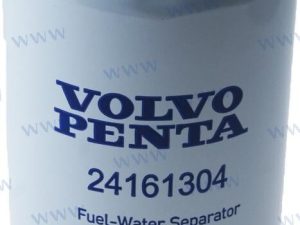 VOLVO
PENTA
24161304
Fuel-Water Separator